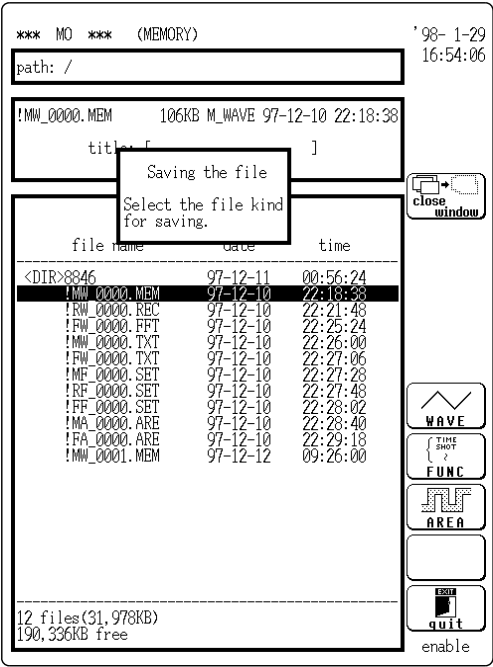 *** MO *** (MEMORY)
'98- 1-29
16:54:06
path: /
!MW_0000.MEM 106KB M_WAVE 97-12-10 22:18:38
title: [ ]
Saving the file
Select the file kind
for saving.
close
window
file name date time
<DIR>8846 97-12-11 00:56:24
!MW_0000.MEM 97-12-10 22:18:38
!RW_0000.REC 97-12-10 22:21:48
!FW_0000.FFT 97-12-10 22:25:24
!MW_0000.TXT 97-12-10 22:26:00
!FW_0000.TXT 97-12-10 22:27:06
!MF_0000.SET 97-12-10 22:27:28
!RF_0000.SET 97-12-10 22:27:48
!FF_0000.SET 97-12-10 22:28:02
!MA_0000.ARE 97-12-10 22:28:40
!FA_0000.ARE 97-12-10 22:29:18
!MW_0001.MEM 97-12-12 09:26:00
WAVE
TIME
SHOT
FUNC
AREA
12 files(31,978KB)
190,336KB free
EXIT
quit
enable